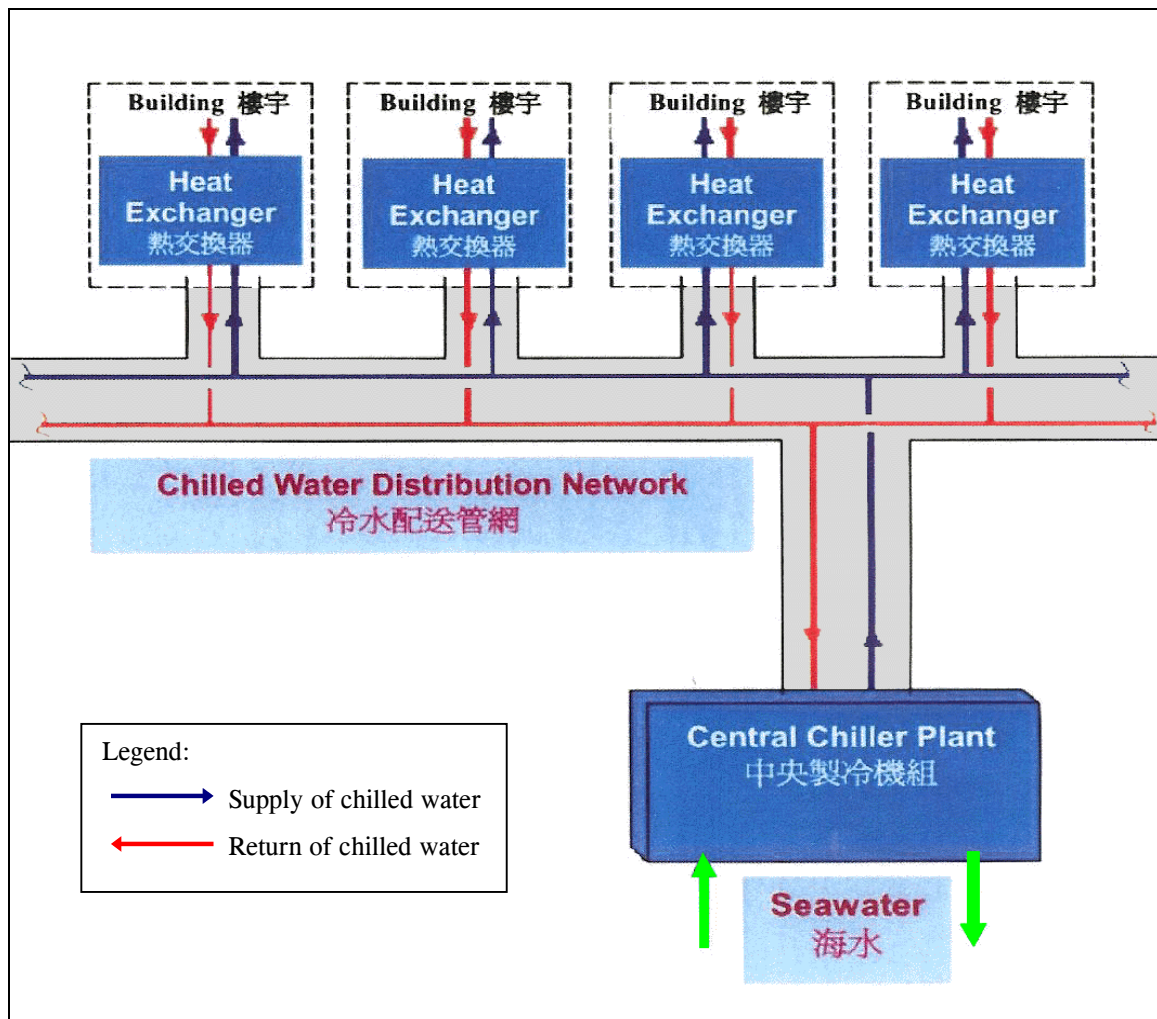 Building 樓宇
Heat
Exchanger
熱交換器
Building 樓宇
Heat
Exchanger
熱交換器
Building 樓宇
Heat
Exchanger
熱交換器
Building 樓宇
Heat
Exchanger
熱交換器
Chilled Water Distribution Network
冷水配送管網
Central Chiller Plant
中央製冷機組
Legend:
Supply of chilled water
Return of chilled water
Seawater
海水